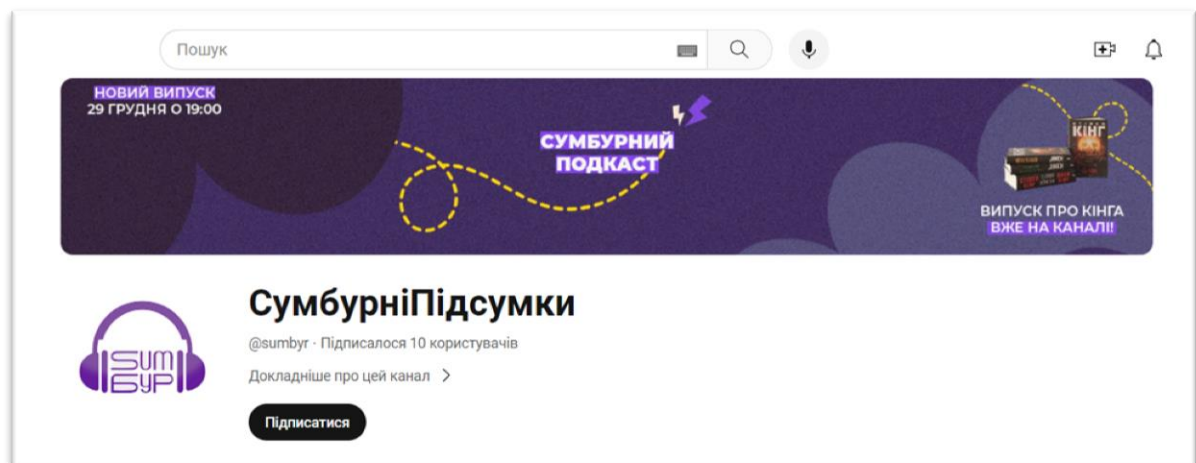 Пошук
НОВИЙ ВИПУСК
29 ГРУДНЯ О 19:00
СУМБУРНИЙ
ПОДКАСТ
КІНГ
ВИПУСК ПРО КІНГА
ВЖЕ НА КАНАЛІ!
СумбурніПідсумки
@sumbyr · Підписалося 10 користувачів
Докладніше про цей канал
Підписатися
SUM
БУР